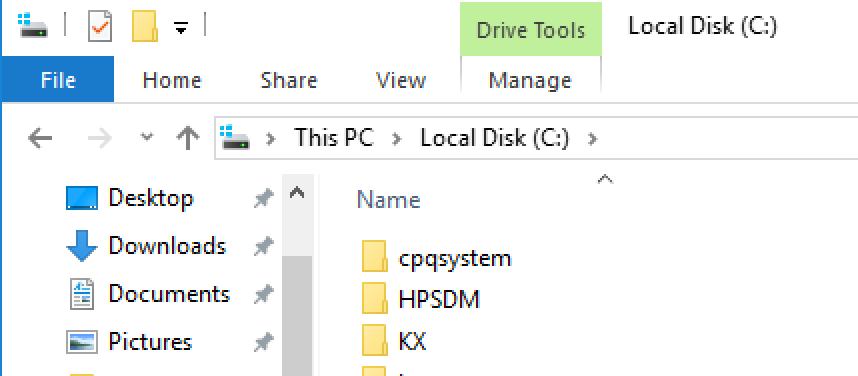 Drive Tools Local Disk (C:)
File Home Share View Manage
This PC Local Disk (C:)
Desktop
Downloads
Documents
Pictures
Name
cpqsystem
HPSDM
KX